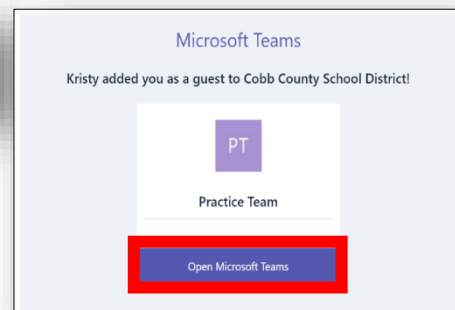 Microsoft Teams
Kristy added you as a guest to Cobb County School District!
PT
Practice Team
Open Microsoft Teams